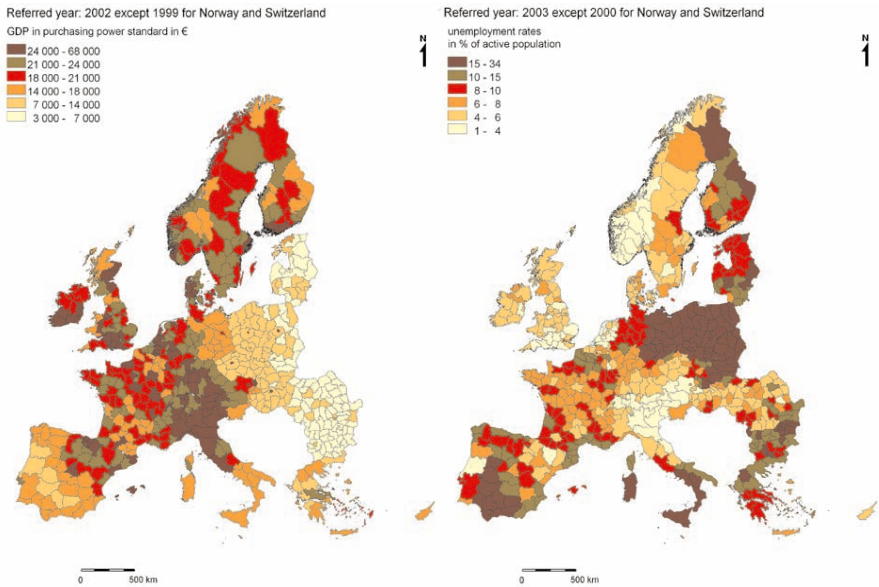 Referred year: 2002 except 1999 for Norway and Switzerland
GDP in purchasing power standard in €
24 000 - 68 000
21 000 - 24 000
18 000 - 21 000
14 000 - 18 000
7 000 - 14 000
3 000 - 7 000
N
0 500 km
Referred year: 2003 except 2000 for Norway and Switzerland
unemployment rates
in % of active population
15 - 34
10 - 15
8 - 10
6 - 8
4 - 6
1 - 4
N
0 500 km